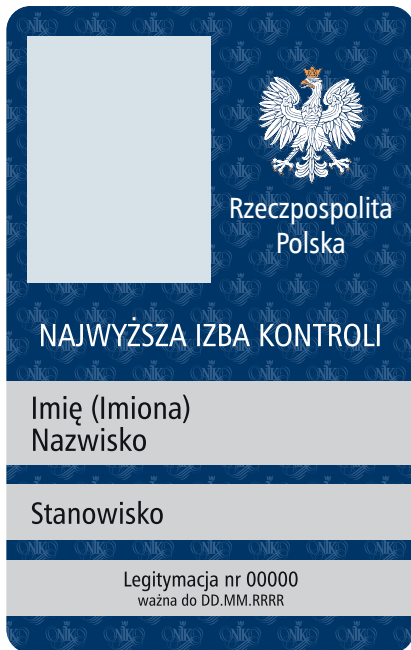 Rzeczpospolita
Polska
NAJWYŻSZA IZBA KONTROLI
Imię (Imiona)
Nazwisko
Stanowisko
Legitymacja nr 00000
ważna do DD.MM.RRRR